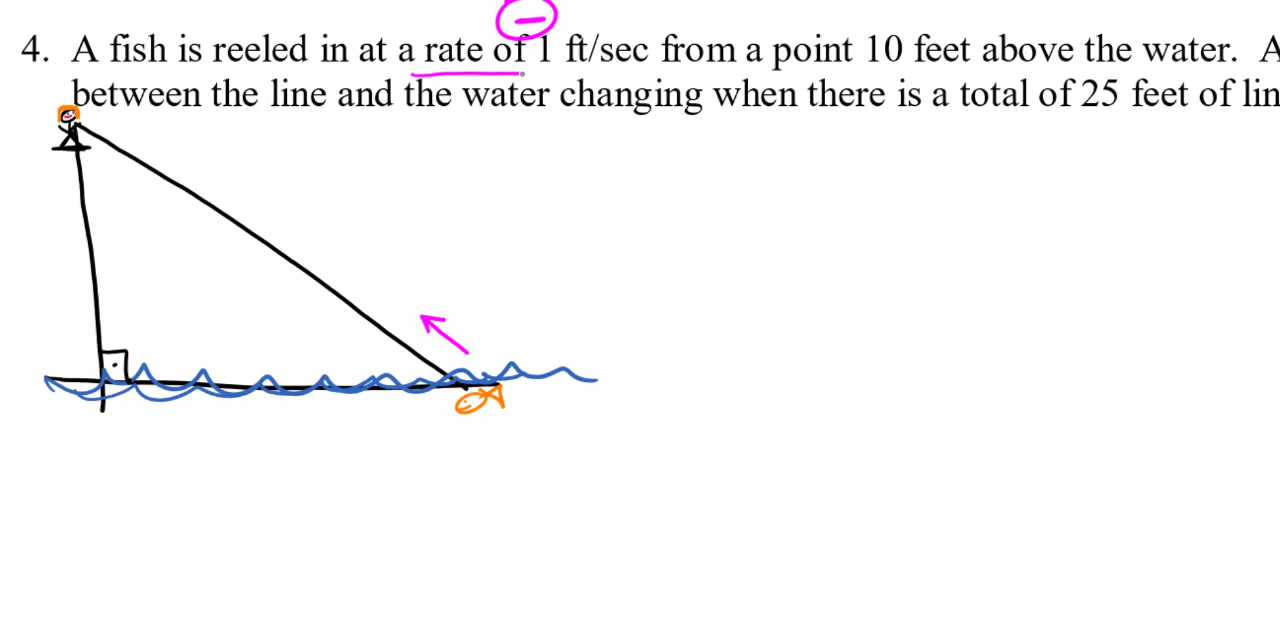 4. A fish is reeled in at a rate of 1 ft/sec from a point 10 feet above the water. A
between the line and the water changing when there is a total of 25 feet of lin